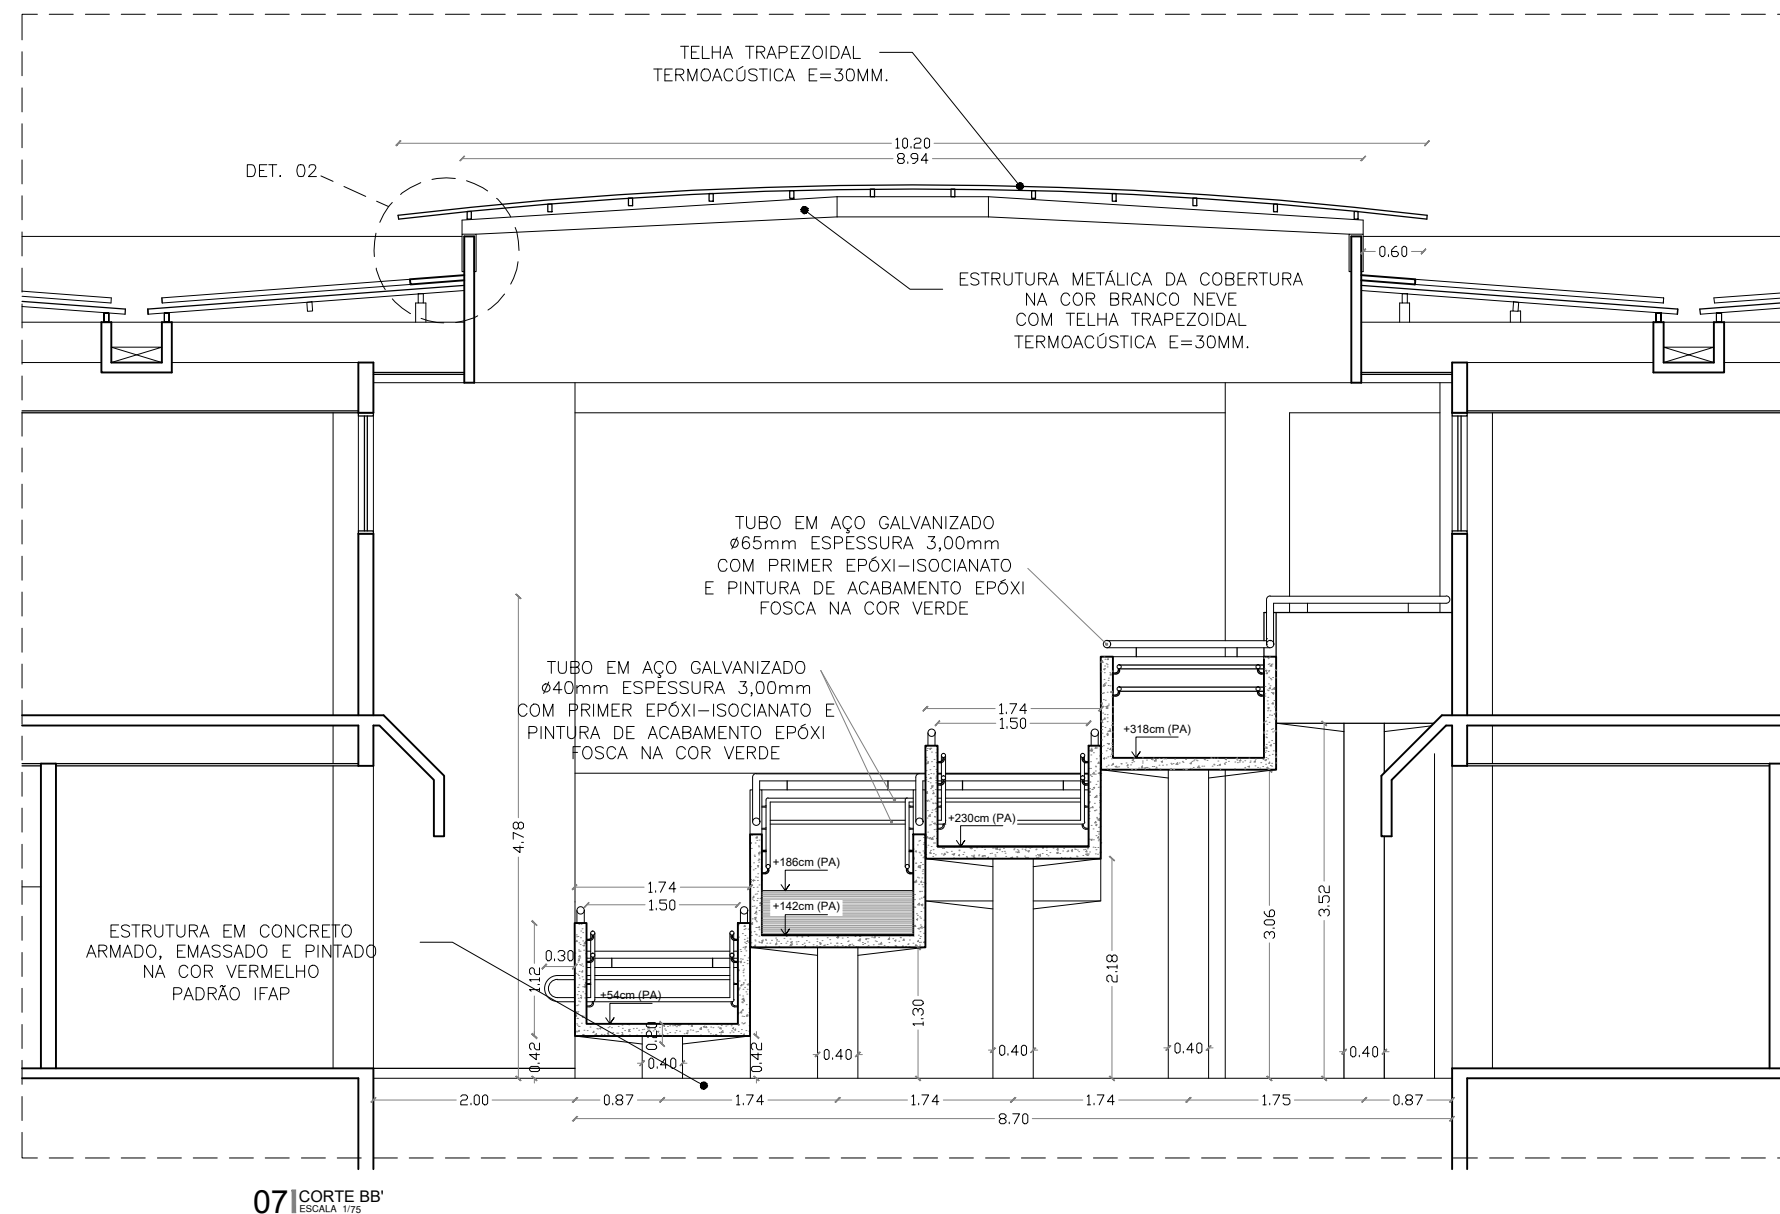 TELHA TRAPEZOIDAL
TERMOACÚSTICA E=30MM.
10.20
8.94
DET. 02
0.60
ESTRUTURA METÁLICA DA COBERTURA
NA COR BRANCO NEVE
COM TELHA TRAPEZOIDAL
TERMOACÚSTICA E=30MM.
TUBO EM AÇO GALVANIZADO
ø65mm ESPESSURA 3,00mm
COM PRIMER EPÓXI-ISOCIANATO
E PINTURA DE ACABAMENTO EPÓXI
FOSCA NA COR VERDE
TUBO EM AÇO GALVANIZADO
ø40mm ESPESSURA 3,00mm
COM PRIMER EPÓXI-ISOCIANATO E
PINTURA DE ACABAMENTO EPÓXI
FOSCA NA COR VERDE
1.74
1.50
+318cm (PA)
+230cm (PA)
4.78
+186cm (PA)
+142cm (PA)
1.74
1.50
3.52
3.06
2.18
1.30
ESTRUTURA EM CONCRETO
ARMADO, EMASSADO E PINTADO
NA COR VERMELHO
PADRÃO IFAP
0.30
1.12
+54cm (PA)
0.20
0.42
0.42
0.40
0.40
0.40
0.40
0.40
2.00
0.87
1.74
1.74
1.74
1.75
0.87
8.70
07 CORTE BB'
ESCALA 1/75